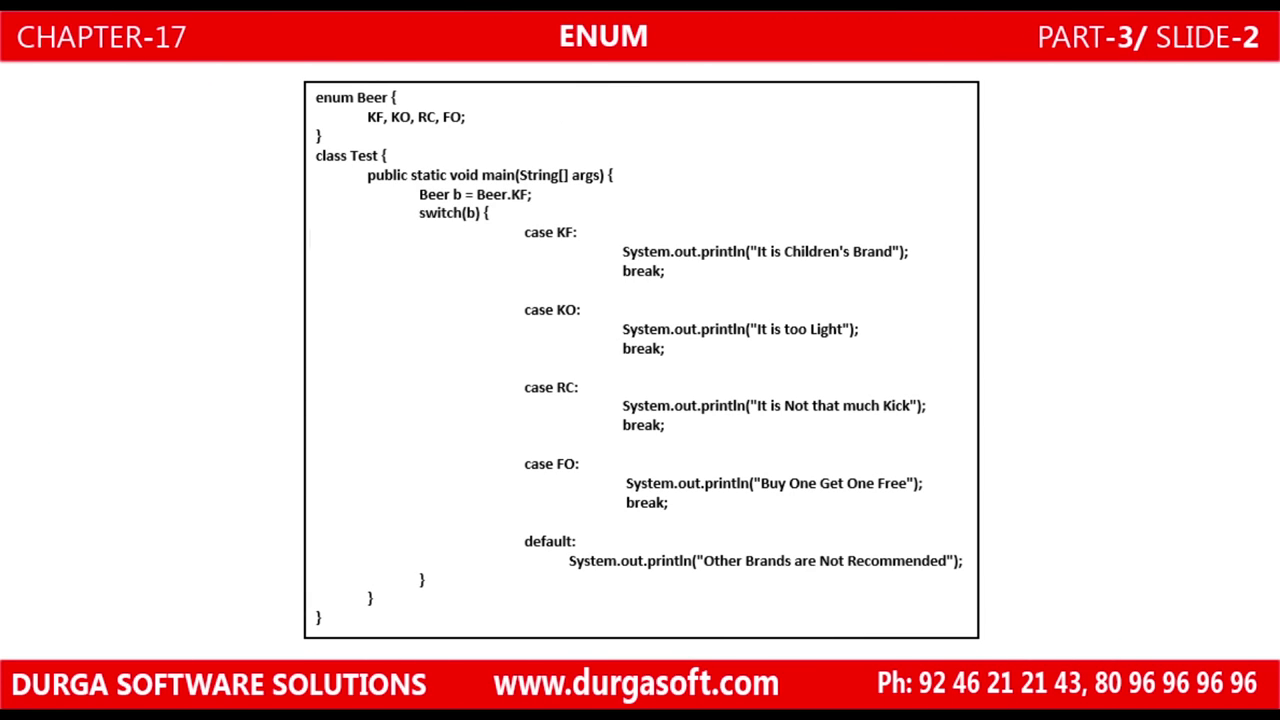 CHAPTER-17
ENUM
PART-3/ SLIDE-2
enum Beer {
KF, KO, RC, FO;
}
class Test {
public static void main(String[] args) {
Beer b = Beer.KF;
switch(b) {
case KF:
System.out.println("It is Children's Brand");
break;
case KO:
System.out.println("It is too Light");
break;
case RC:
System.out.println("It is Not that much Kick");
break;
case FO:
System.out.println("Buy One Get One Free");
break;
default:
System.out.println("Other Brands are Not Recommended");
}
}
}
DURGA SOFTWARE SOLUTIONS
www.durgasoft.com
Ph: 92 46 21 21 43, 80 96 96 96 96